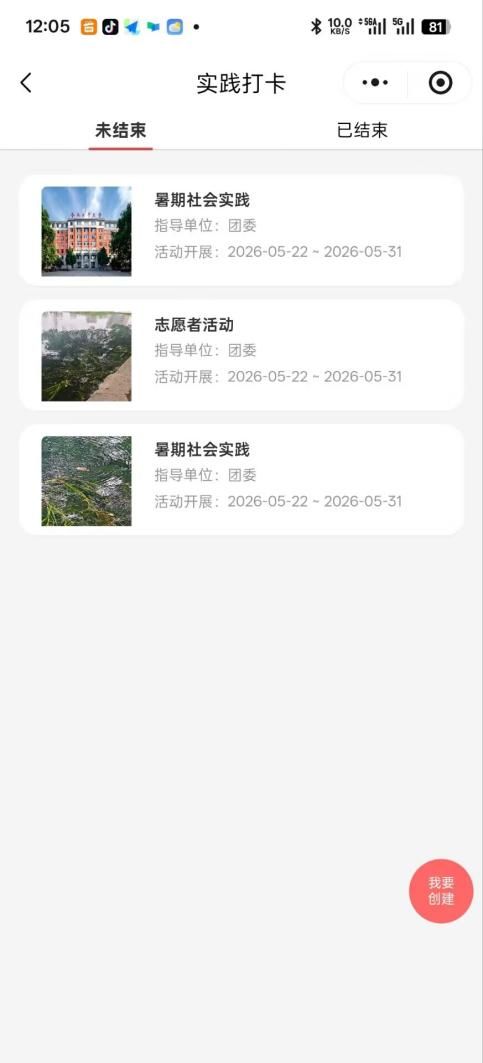 12:05
10.0 KB/S 5GA 5G 81
实践打卡
未结束 已结束
暑期社会实践
指导单位：团委
活动开展：2026-05-22 ~ 2026-05-31
志愿者活动
指导单位：团委
活动开展：2026-05-22 ~ 2026-05-31
暑期社会实践
指导单位：团委
活动开展：2026-05-22 ~ 2026-05-31
我要
创建